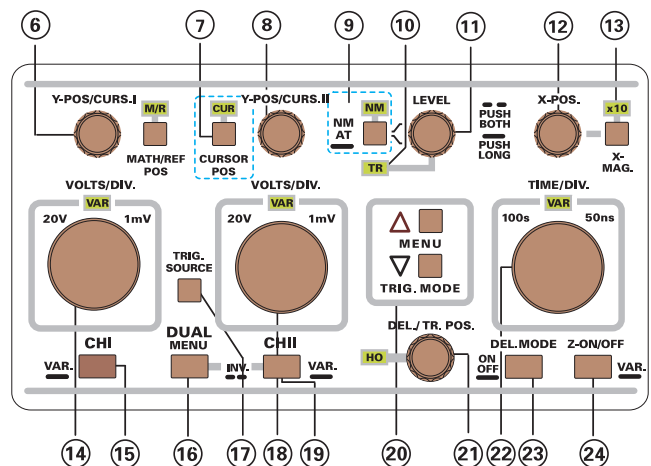 6 7 8 9 10 11 12 13
Y-POS/CURS.I
M/R
MATH/REF
POS
CUR
CURSOR
POS
Y-POS/CURS.II
NM
AT
NM
TR
LEVEL
PUSH
BOTH
PUSH
LONG
X-POS.
x10
X-
MAG.
VOLTS/DIV.
VAR
20V 1mV
TRIG.
SOURCE
VOLTS/DIV.
VAR
20V 1mV
MENU
TRIG. MODE
TIME/DIV.
VAR
100s 50ns
CHI
VAR.
DUAL
MENU
INV.
CHII
VAR.
HO
DEL./ TR. POS.
ON
OFF
DEL.MODE
Z-ON/OFF
VAR.
14 15 16 17 18 19 20 21 22 23 24